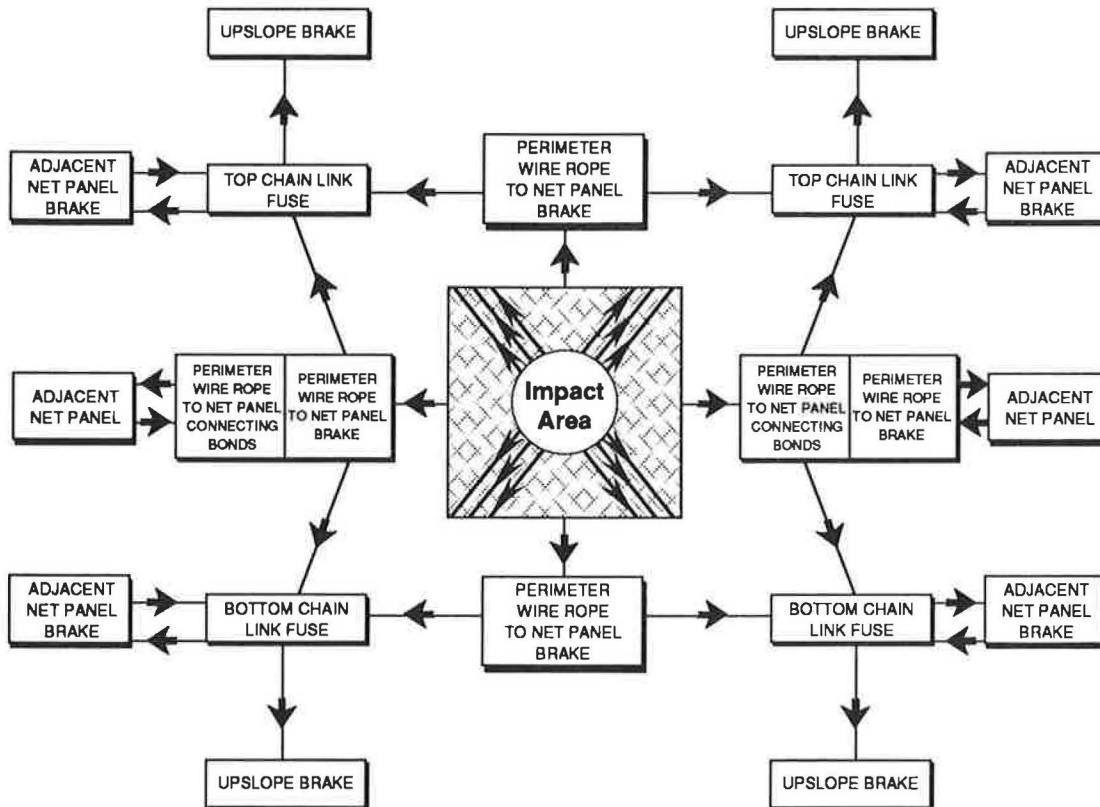 UPSLOPE BRAKE
UPSLOPE BRAKE
ADJACENT
NET PANEL
BRAKE
TOP CHAIN LINK
FUSE
PERIMETER
WIRE ROPE
TO NET PANEL
BRAKE
TOP CHAIN LINK
FUSE
ADJACENT
NET PANEL
BRAKE
ADJACENT
NET PANEL
PERIMETER
WIRE ROPE
TO NET PANEL
CONNECTING
BONDS
PERIMETER
WIRE ROPE
TO NET PANEL
BRAKE
Impact
Area
PERIMETER
WIRE ROPE
TO NET PANEL
CONNECTING
BONDS
PERIMETER
WIRE ROPE
TO NET PANEL
BRAKE
ADJACENT
NET PANEL
ADJACENT
NET PANEL
BRAKE
BOTTOM CHAIN
LINK FUSE
PERIMETER
WIRE ROPE
TO NET PANEL
BRAKE
BOTTOM CHAIN
LINK FUSE
ADJACENT
NET PANEL
BRAKE
UPSLOPE BRAKE
UPSLOPE BRAKE